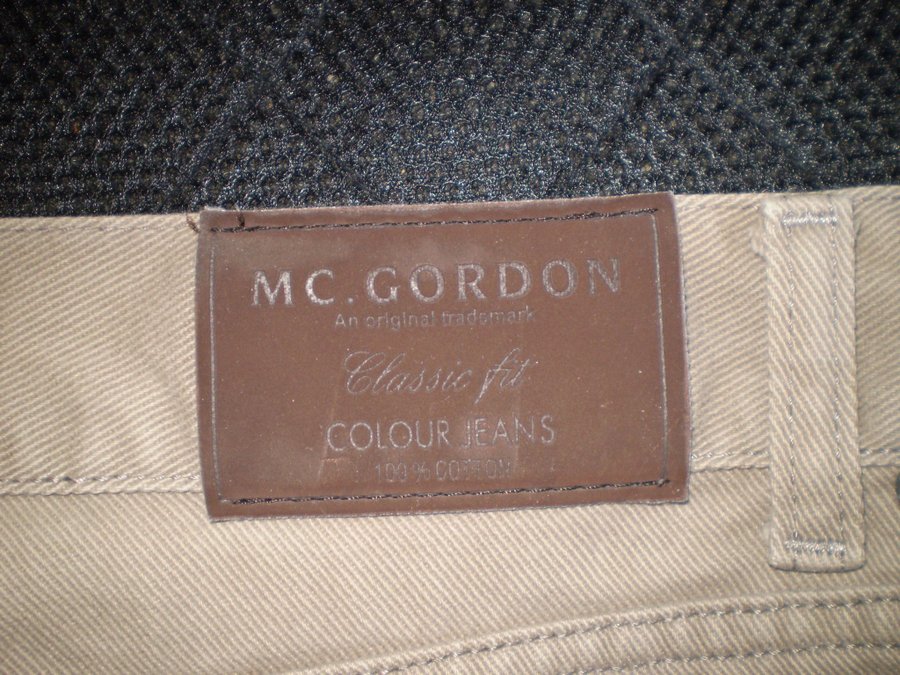 MC.GORDON
An original trademark
Classic fit
COLOUR JEANS
100% COTTON